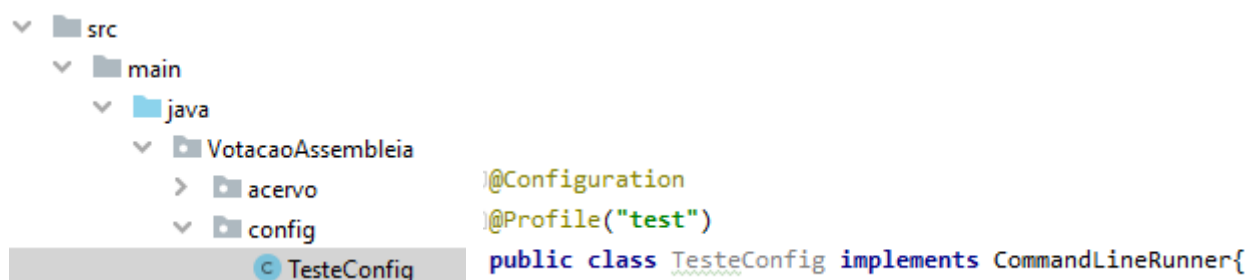 src
main
java
VotacaoAssembleia
acervo
config
TesteConfig
@Configuration
@Profile("test")
public class TesteConfig implements CommandLineRunner{